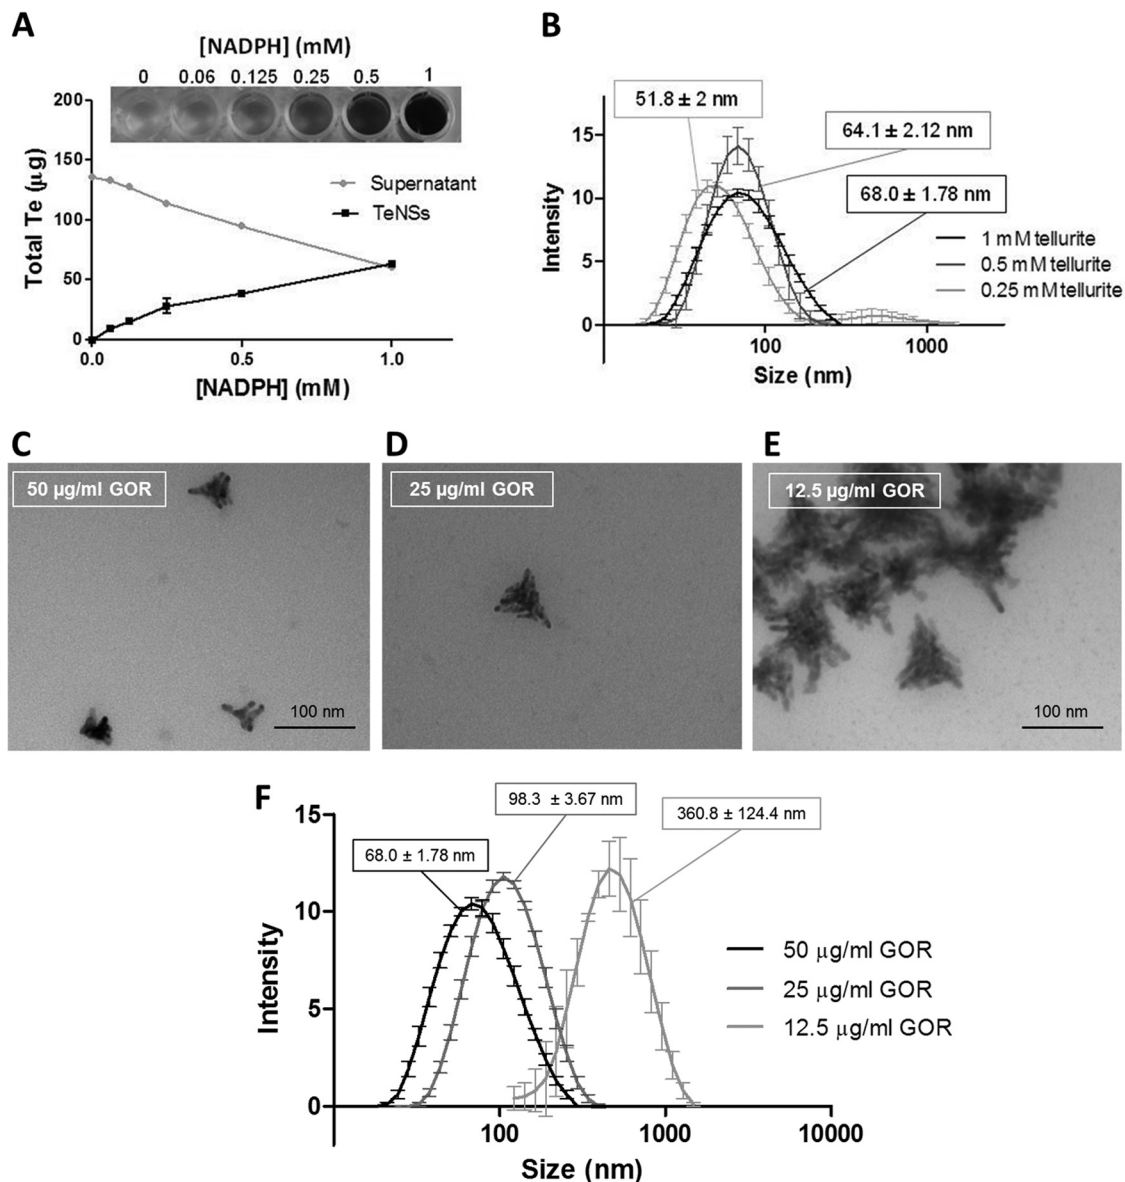 A
[NADPH] (mM)
0 0.06 0.125 0.25 0.5 1
200
150
100
50
0
Total Te (µg)
Supernatant
TeNSs
0.0 0.5 1.0
[NADPH] (mM)
B
51.8 ± 2 nm
64.1 ± 2.12 nm
68.0 ± 1.78 nm
15
10
5
0
Intensity
1 mM tellurite
0.5 mM tellurite
0.25 mM tellurite
100 1000
Size (nm)
C
50 µg/ml GOR
100 nm
D
25 µg/ml GOR
E
12.5 µg/ml GOR
100 nm
F
98.3 ± 3.67 nm
360.8 ± 124.4 nm
68.0 ± 1.78 nm
15
10
5
0
Intensity
50 µg/ml GOR
25 µg/ml GOR
12.5 µg/ml GOR
100 1000 10000
Size (nm)